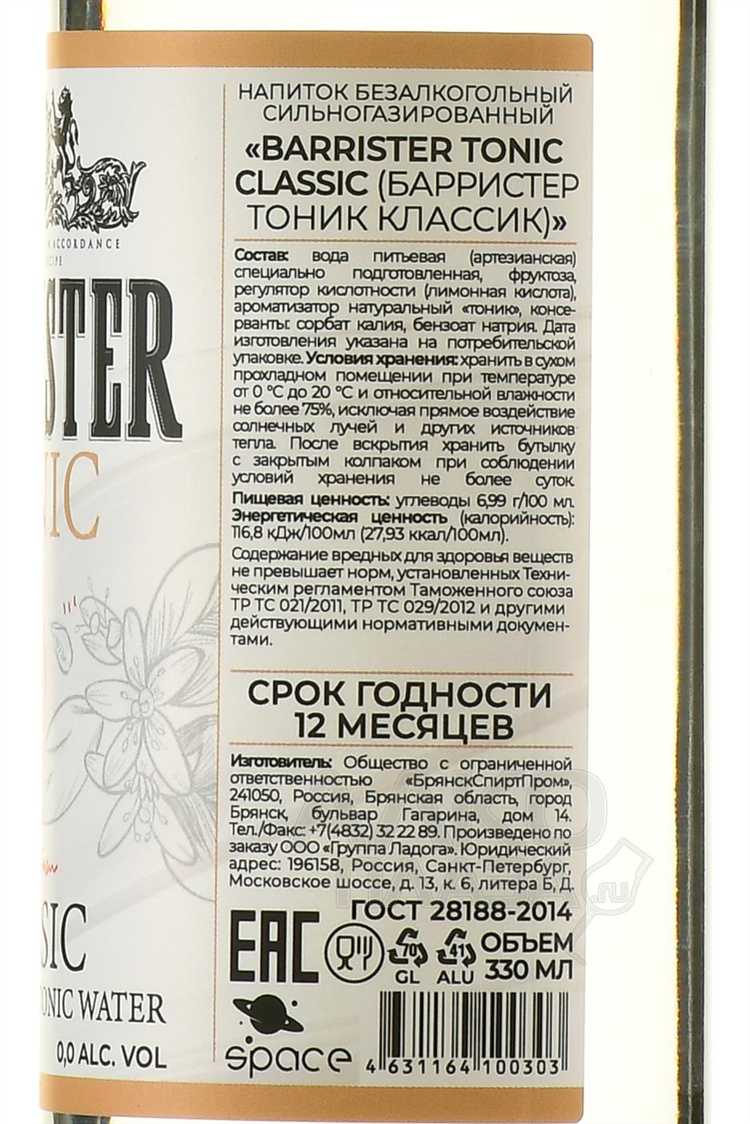 НАПИТОК БЕЗАЛКОГОЛЬНЫЙ
СИЛЬНОГАЗИРОВАННЫЙ
«BARRISTER TONIC
CLASSIC (БАРРИСТЕР
ТОНИК КЛАССИК)»
Состав: вода питьевая (артезианская)
специально подготовленная, фруктоза,
регулятор кислотности (лимонная кислота),
ароматизатор натуральный «тоник», консе-
рванты: сорбат калия, бензоат натрия. Дата
изготовления указана на потребительской
упаковке. Условия хранения: хранить в сухом
прохладном помещении при температуре
от 0 °С до 20 °С и относительной влажности
не более 75%, исключая прямое воздействие
солнечных лучей и других источников
тепла. После вскрытия хранить бутылку
с закрытым колпаком при соблюдении
условий хранения не более суток.
Пищевая ценность: углеводы 6,99 г/100 мл.
Энергетическая ценность (калорийность):
116,8 кДж/100мл (27,93 ккал/100мл).
Содержание вредных для здоровья веществ
не превышает норм, установленных Техни-
ческим регламентом Таможенного союза
ТР ТС 021/2011, ТР ТС 029/2012 и другими
действующими нормативными докумен-
тами.
СРОК ГОДНОСТИ
12 МЕСЯЦЕВ
Изготовитель: Общество с ограниченной
ответственностью «БрянскСпиртПром»,
241050, Россия, Брянская область, город
Брянск, бульвар Гагарина, дом 14.
Тел./Факс: +7(4832) 32 22 89. Произведено по
заказу ООО «Группа Ладога». Юридический
адрес: 196158, Россия, Санкт-Петербург,
Московское шоссе, д. 13, к. 6, литера Б, Д.
ГОСТ 28188-2014
EAC
70
GL
41
ALU
ОБЪЕМ
330 МЛ
space
4 631164 100303
ACCORDANCE
IPE
STER
NIC
SIC
ONIC WATER
0,0 ALC. VOL